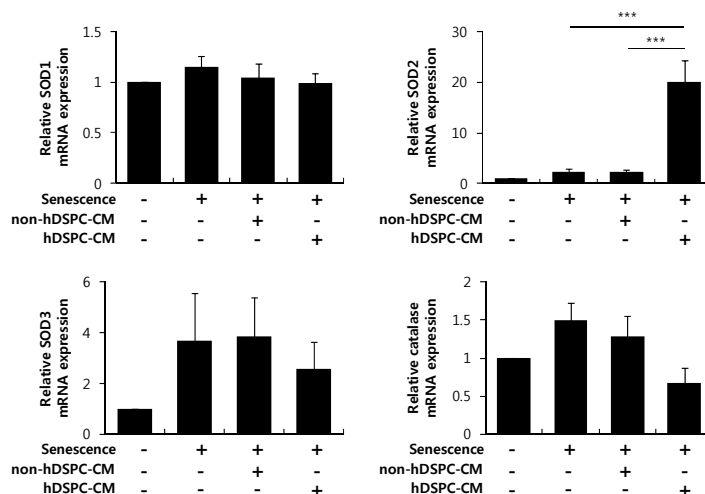 Relative SOD1
mRNA expression
1.5
1
0.5
0
Senescence - + + +
non-hDSPC-CM - - + -
hDSPC-CM - - - +
***
***
Relative SOD2
mRNA expression
30
20
10
0
Senescence - + + +
non-hDSPC-CM - - + -
hDSPC-CM - - - +
Relative SOD3
mRNA expression
6
4
2
0
Senescence - + + +
non-hDSPC-CM - - + -
hDSPC-CM - - - +
Relative catalase
mRNA expression
2
1.5
1
0.5
0
Senescence - + + +
non-hDSPC-CM - - + -
hDSPC-CM - - - +